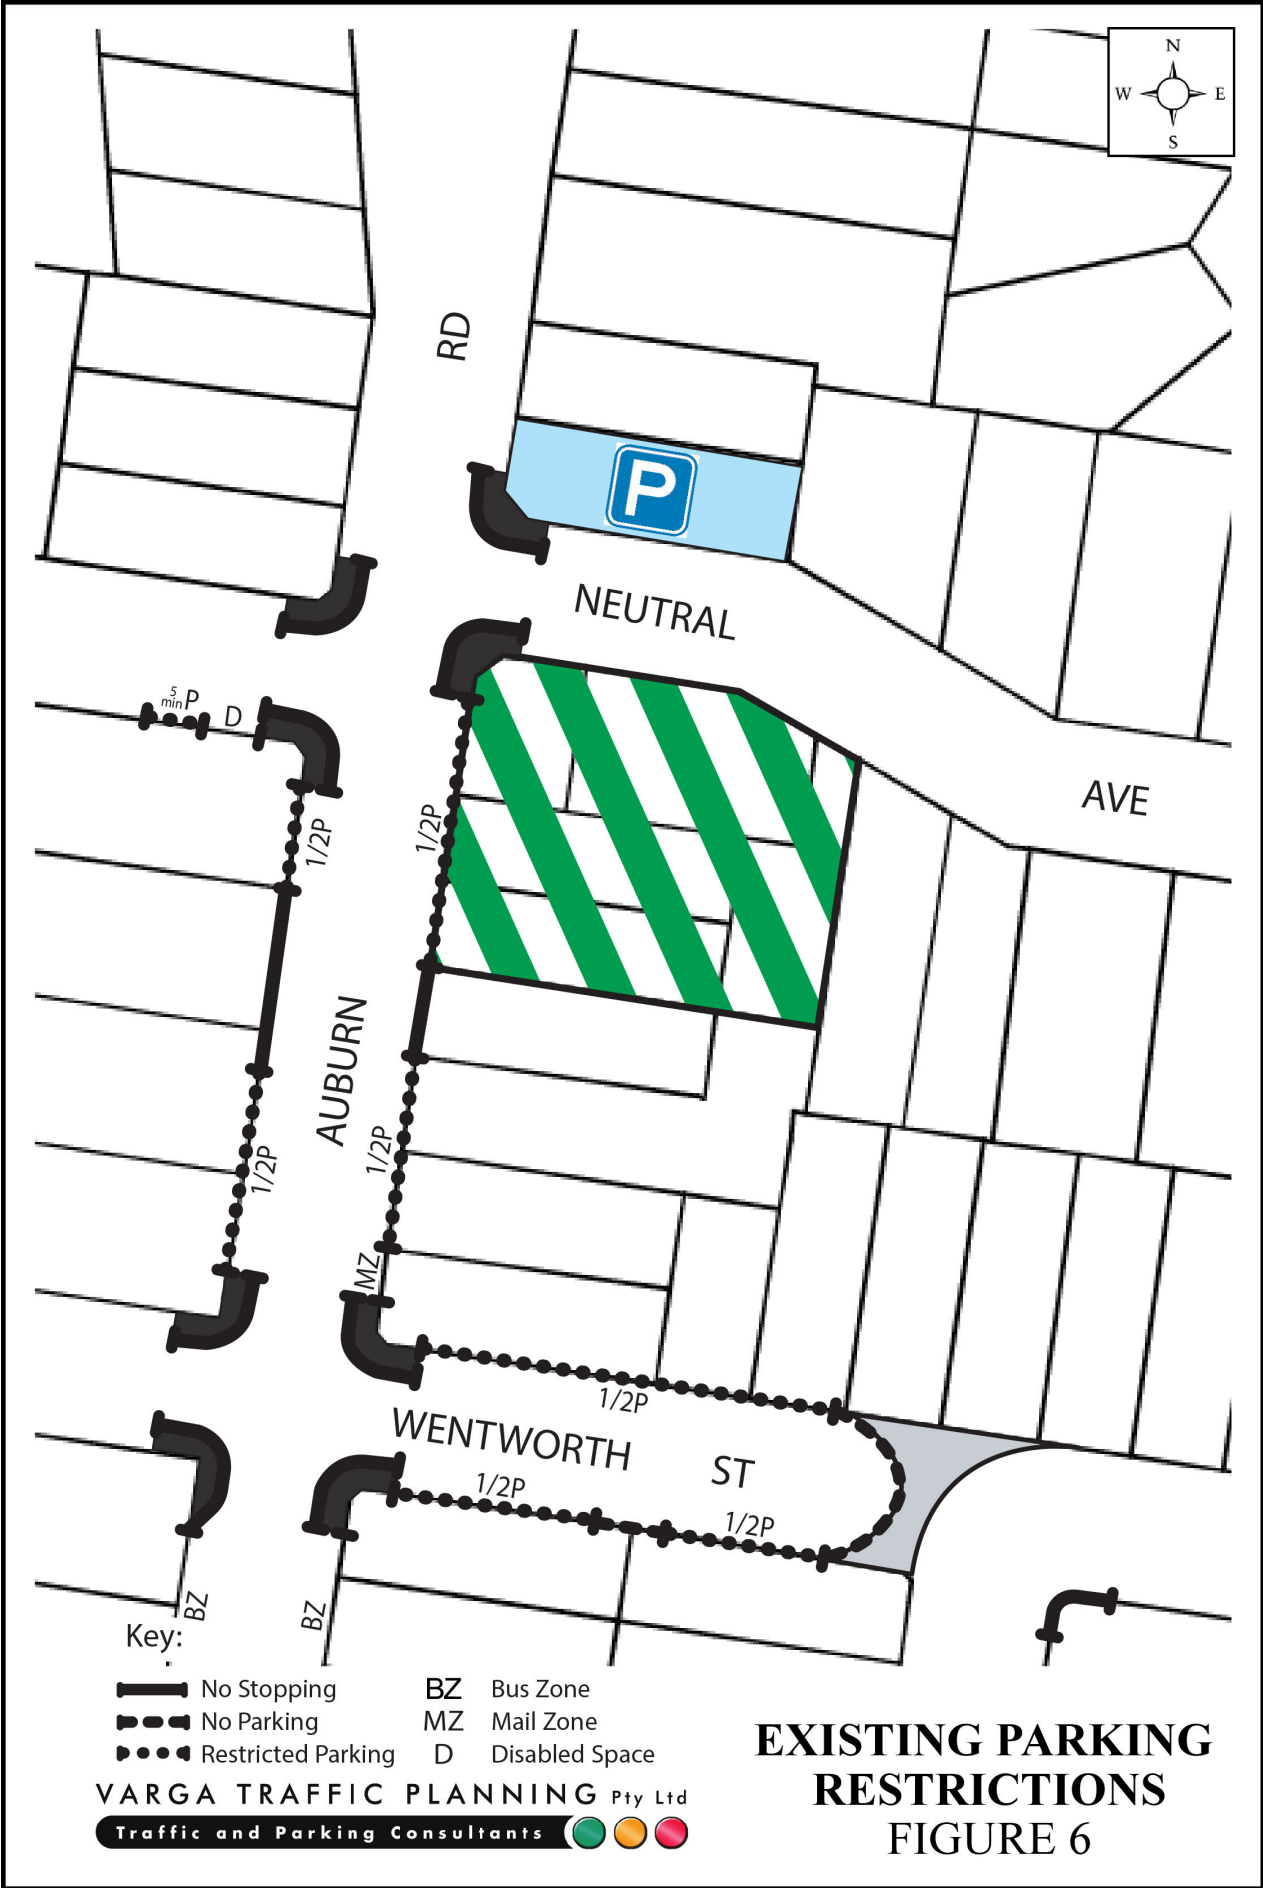 N
W E
S
RD
P
NEUTRAL
5
min P
D
AVE
1/2P
1/2P
AUBURN
1/2P
1/2P
MZ
1/2P
WENTWORTH ST
1/2P
1/2P
BZ
BZ
Key:
No Stopping
No Parking
Restricted Parking
BZ Bus Zone
MZ Mail Zone
D Disabled Space
VARGA TRAFFIC PLANNING Pty Ltd
Traffic and Parking Consultants
EXISTING PARKING
RESTRICTIONS
FIGURE 6